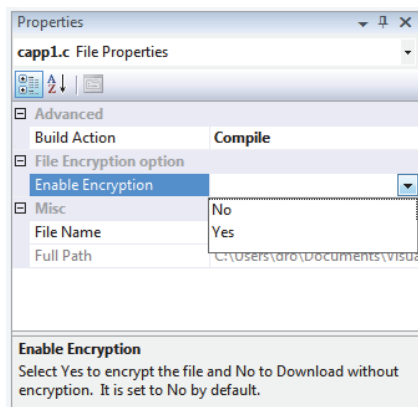 Properties
capp1.c File Properties
Advanced
Build Action Compile
File Encryption option
Enable Encryption
No
Misc
Yes
File Name
Full Path C:\Users\dro\Documents\Visua
Enable Encryption
Select Yes to encrypt the file and No to Download without
encryption. It is set to No by default.